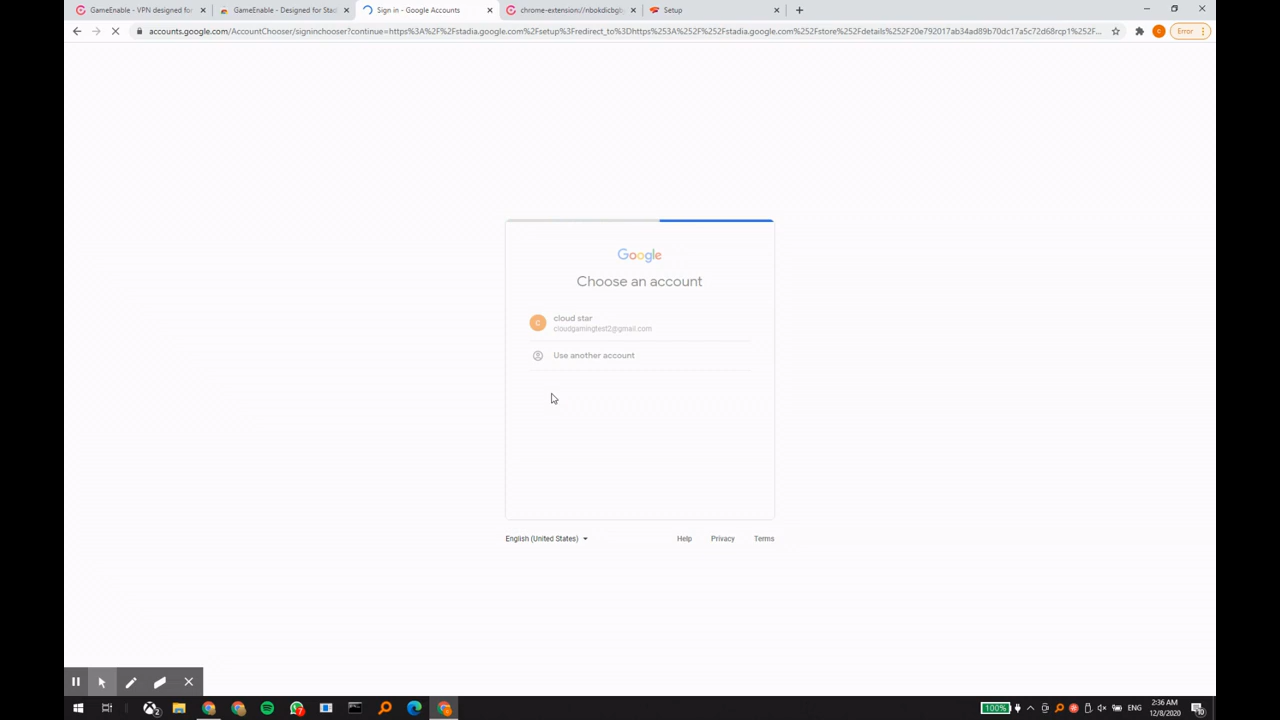 GameEnable - VPN designed for
GameEnable - Designed for Stad
Sign in - Google Accounts
chrome-extension://nbokdicbgb
Setup
accounts.google.com/AccountChooser/signinchooser?continue=https%3A%2F%2Fstadia.google.com%2Fsetup%3Fredirect_to%3Dhttps%253A%252F%252Fstadia.google.com%252Fstore%252Fdetails%252F20e792017ab34ad89b70dc17a5c72d68rcp1%252F...
Error
Google
Choose an account
C
cloud star
cloudgamingtest2@gmail.com
Use another account
English (United States)
Help
Privacy
Terms
100%
ENG
2:36 AM
12/8/2020